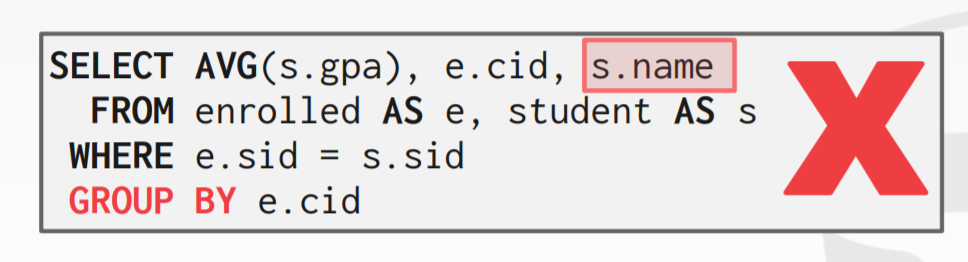 SELECT AVG(s.gpa), e.cid, s.name
FROM enrolled AS e, student AS s
WHERE e.sid = s.sid
GROUP BY e.cid
X